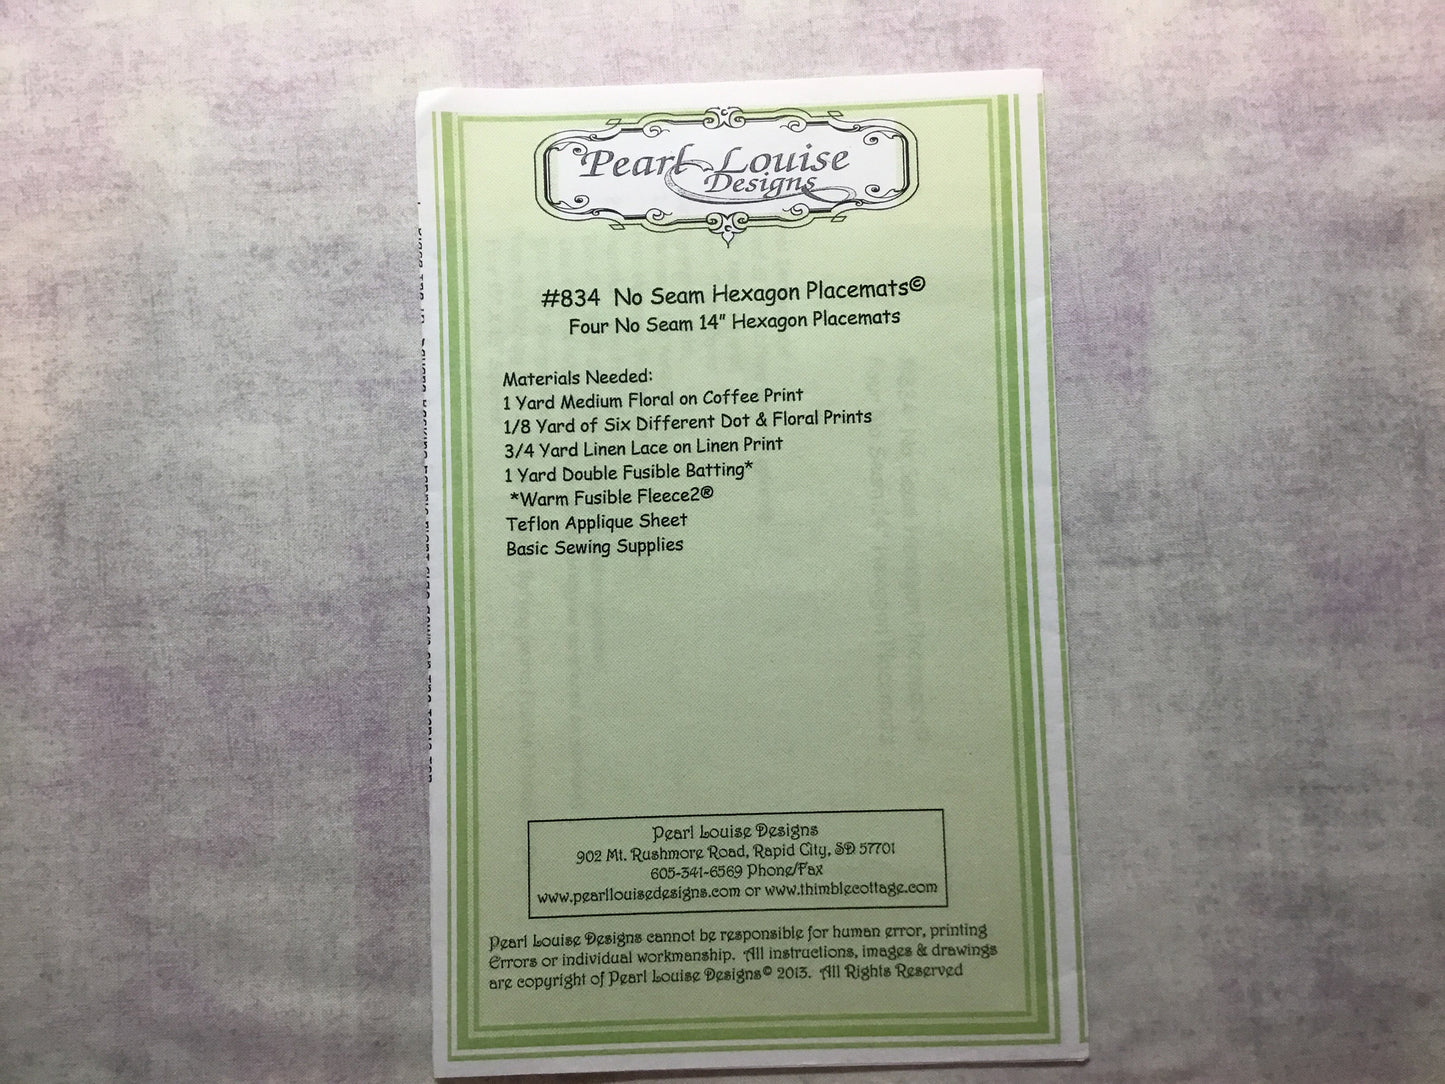 Pearl Louise
Designs
#834 No Seam Hexagon Placemats©
Four No Seam 14" Hexagon Placemats
Materials Needed:
1 Yard Medium Floral on Coffee Print
1/8 Yard of Six Different Dot & Floral Prints
3/4 Yard Linen Lace on Linen Print
1 Yard Double Fusible Batting*
*Warm Fusible Fleece2®
Teflon Applique Sheet
Basic Sewing Supplies
Pearl Louise Designs
902 Mt. Rushmore Road, Rapid City, SD 57701
605-341-6569 Phone/Fax
www.pearllouisedesigns.com or www.thimblecottage.com
Pearl Louise Designs cannot be responsible for human error, printing
Errors or individual workmanship. All instructions, images & drawings
are copyright of Pearl Louise Designs© 2013. All Rights Reserved